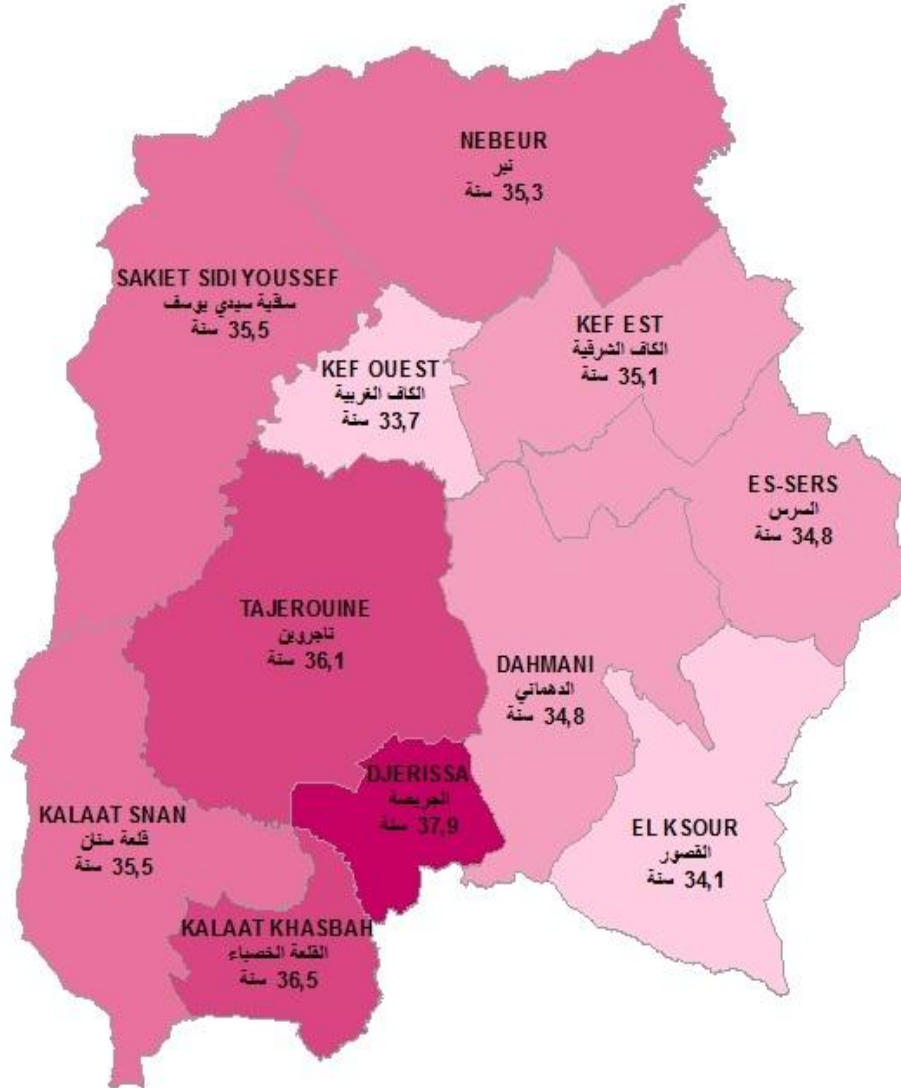 NEBEUR
نبر
35,3 سنة
SAKIET SIDI YOUSSEF
ساقية سيدي يوسف
35,5 سنة
KEF EST
الكاف الشرقية
35,1 سنة
KEF OUEST
الكاف الغربية
33,7 سنة
ES-SERS
السرس
34,8 سنة
TAJEROUINE
تاجروين
36,1 سنة
DAHMANI
الدهماني
34,8 سنة
DJERISSA
الجريصة
37,9 سنة
KALAAT SNAN
قلعة سنان
35,5 سنة
EL KSOUR
القصور
34,1 سنة
KALAAT KHASBAH
القلعة الخصباء
36,5 سنة